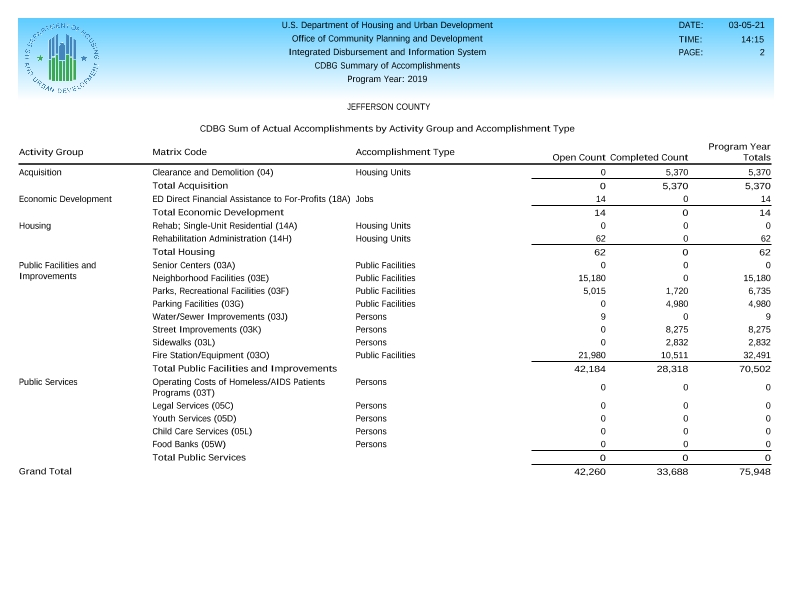 U.S. DEPARTMENT OF HOUSING AND URBAN DEVELOPMENT
U.S. Department of Housing and Urban Development DATE: 03-05-21
Office of Community Planning and Development TIME: 14:15
Integrated Disbursement and Information System PAGE: 2
CDBG Summary of Accomplishments
Program Year: 2019
JEFFERSON COUNTY
CDBG Sum of Actual Accomplishments by Activity Group and Accomplishment Type
Activity Group Matrix Code Accomplishment Type Open Count Completed Count Program Year
Totals
Acquisition Clearance and Demolition (04) Housing Units 0 5,370 5,370
Total Acquisition 0 5,370 5,370
Economic Development ED Direct Financial Assistance to For-Profits (18A) Jobs 14 0 14
Total Economic Development 14 0 14
Housing Rehab; Single-Unit Residential (14A) Housing Units 0 0 0
Rehabilitation Administration (14H) Housing Units 62 0 62
Total Housing 62 0 62
Public Facilities and Senior Centers (03A) Public Facilities 0 0 0
Improvements Neighborhood Facilities (03E) Public Facilities 15,180 0 15,180
Parks, Recreational Facilities (03F) Public Facilities 5,015 1,720 6,735
Parking Facilities (03G) Public Facilities 0 4,980 4,980
Water/Sewer Improvements (03J) Persons 9 0 9
Street Improvements (03K) Persons 0 8,275 8,275
Sidewalks (03L) Persons 0 2,832 2,832
Fire Station/Equipment (03O) Public Facilities 21,980 10,511 32,491
Total Public Facilities and Improvements 42,184 28,318 70,502
Public Services Operating Costs of Homeless/AIDS Patients Persons 0 0 0
Programs (03T)
Legal Services (05C) Persons 0 0 0
Youth Services (05D) Persons 0 0 0
Child Care Services (05L) Persons 0 0 0
Food Banks (05W) Persons 0 0 0
Total Public Services 0 0 0
Grand Total 42,260 33,688 75,948